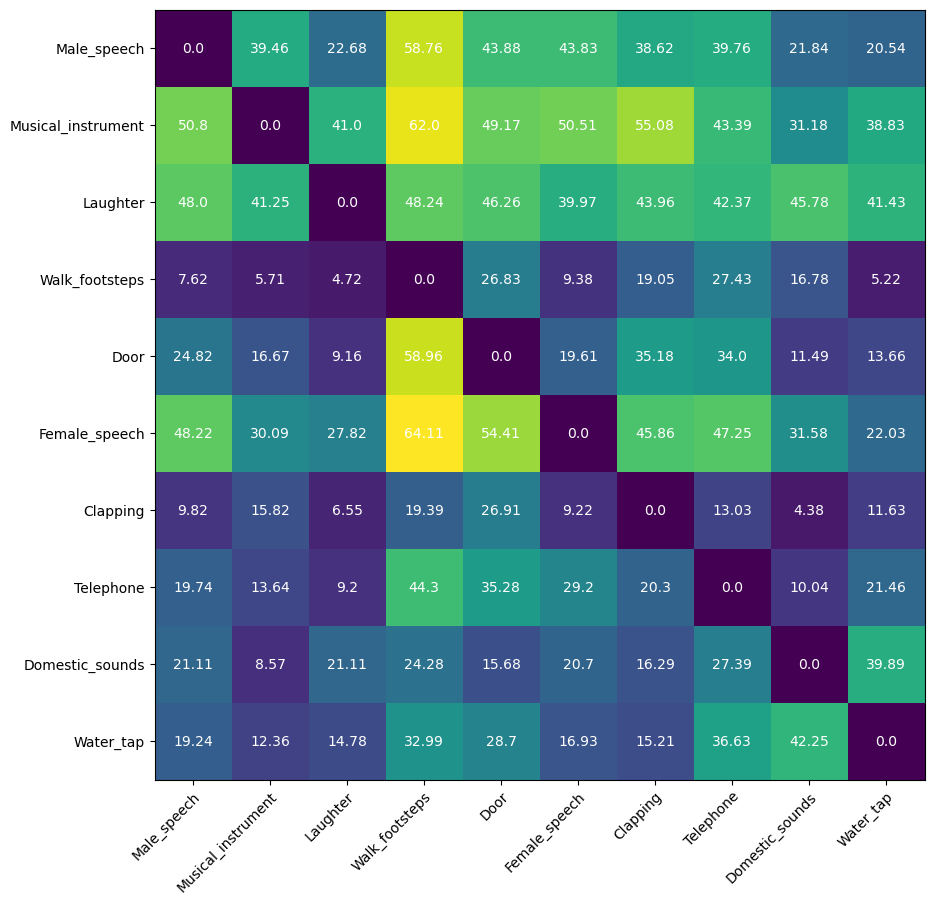 Male_speech 0.0 39.46 22.68 58.76 43.88 43.83 38.62 39.76 21.84 20.54
Musical_instrument 50.8 0.0 41.0 62.0 49.17 50.51 55.08 43.39 31.18 38.83
Laughter 48.0 41.25 0.0 48.24 46.26 39.97 43.96 42.37 45.78 41.43
Walk_footsteps 7.62 5.71 4.72 0.0 26.83 9.38 19.05 27.43 16.78 5.22
Door 24.82 16.67 9.16 58.96 0.0 19.61 35.18 34.0 11.49 13.66
Female_speech 48.22 30.09 27.82 64.11 54.41 0.0 45.86 47.25 31.58 22.03
Clapping 9.82 15.82 6.55 19.39 26.91 9.22 0.0 13.03 4.38 11.63
Telephone 19.74 13.64 9.2 44.3 35.28 29.2 20.3 0.0 10.04 21.46
Domestic_sounds 21.11 8.57 21.11 24.28 15.68 20.7 16.29 27.39 0.0 39.89
Water_tap 19.24 12.36 14.78 32.99 28.7 16.93 15.21 36.63 42.25 0.0
Male_speech Musical_instrument Laughter Walk_footsteps Door Female_speech Clapping Telephone Domestic_sounds Water_tap